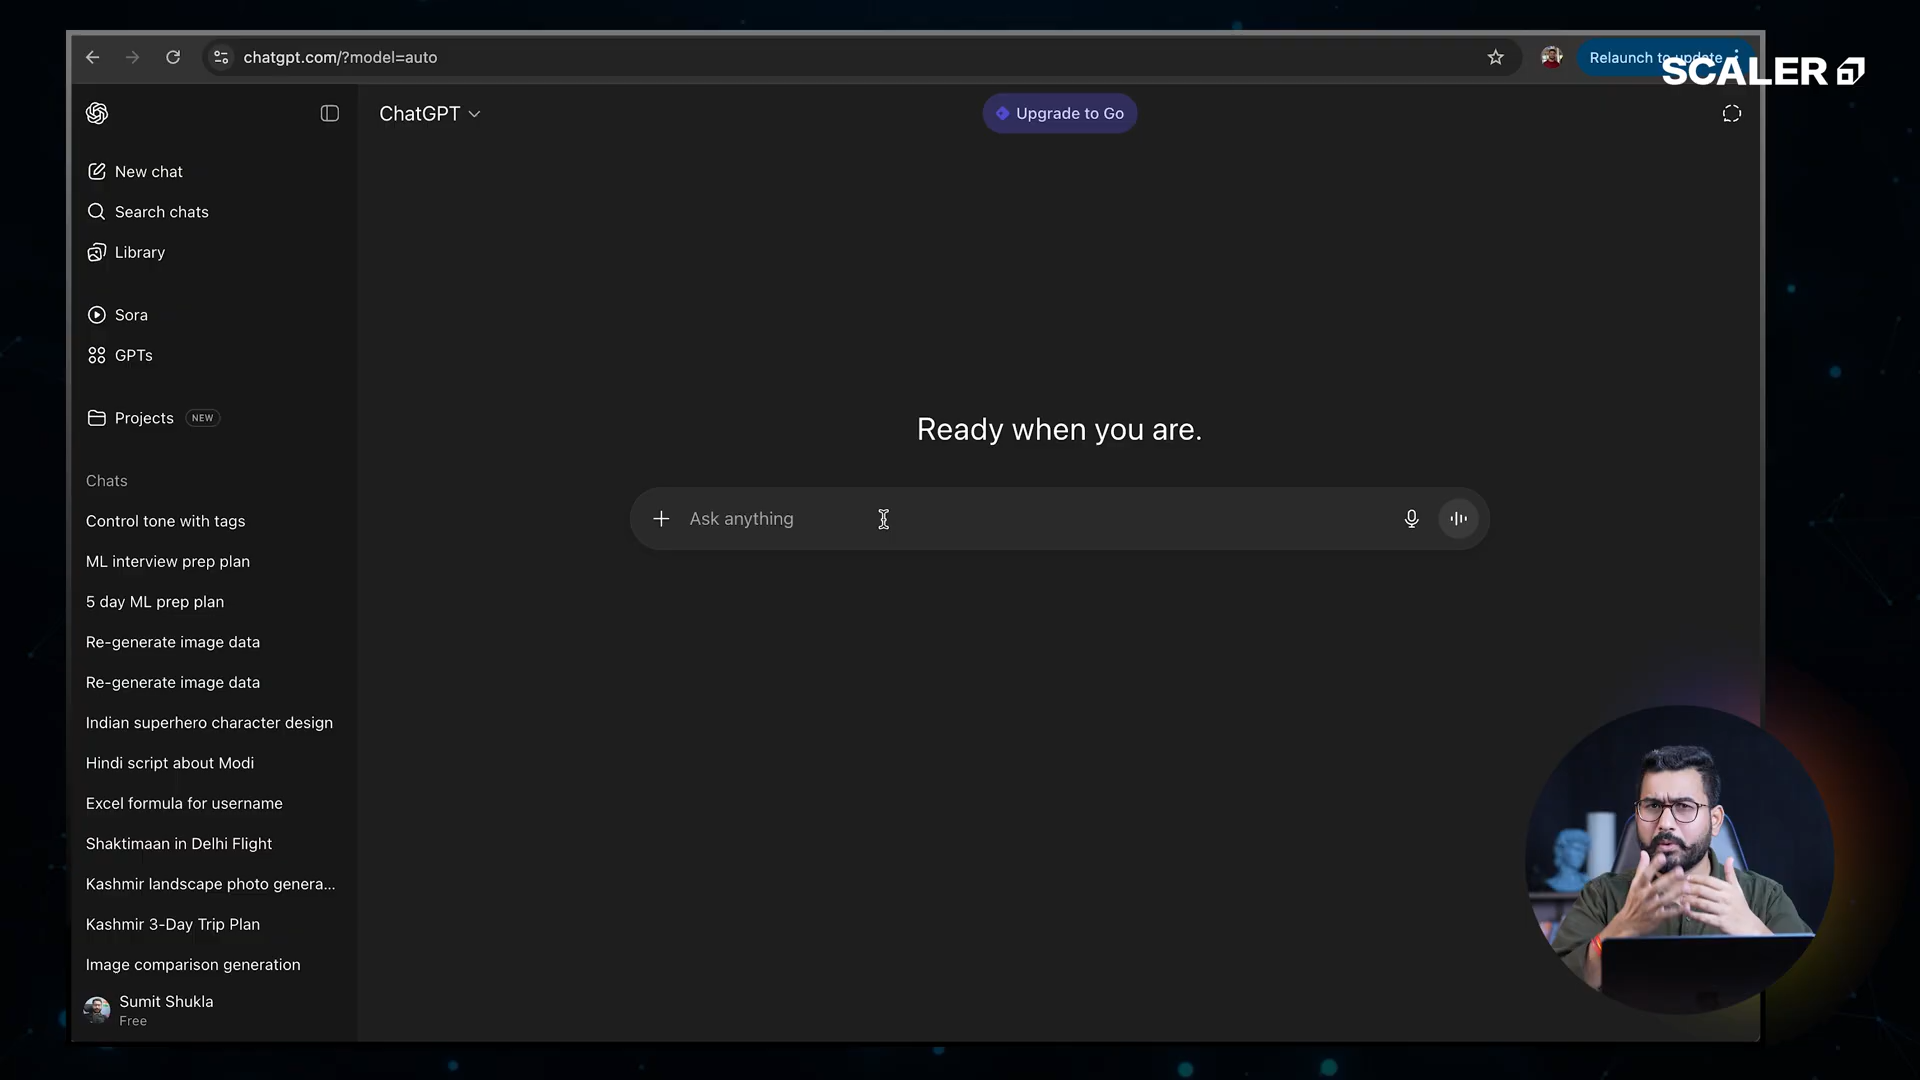 chatgpt.com/?model=auto
Relaunch to update
SCALER
ChatGPT
Upgrade to Go
New chat
Search chats
Library
Sora
GPTs
Projects NEW
Chats
Control tone with tags
ML interview prep plan
5 day ML prep plan
Re-generate image data
Re-generate image data
Indian superhero character design
Hindi script about Modi
Excel formula for username
Shaktimaan in Delhi Flight
Kashmir landscape photo genera...
Kashmir 3-Day Trip Plan
Image comparison generation
Sumit Shukla
Free
Ready when you are.
Ask anything